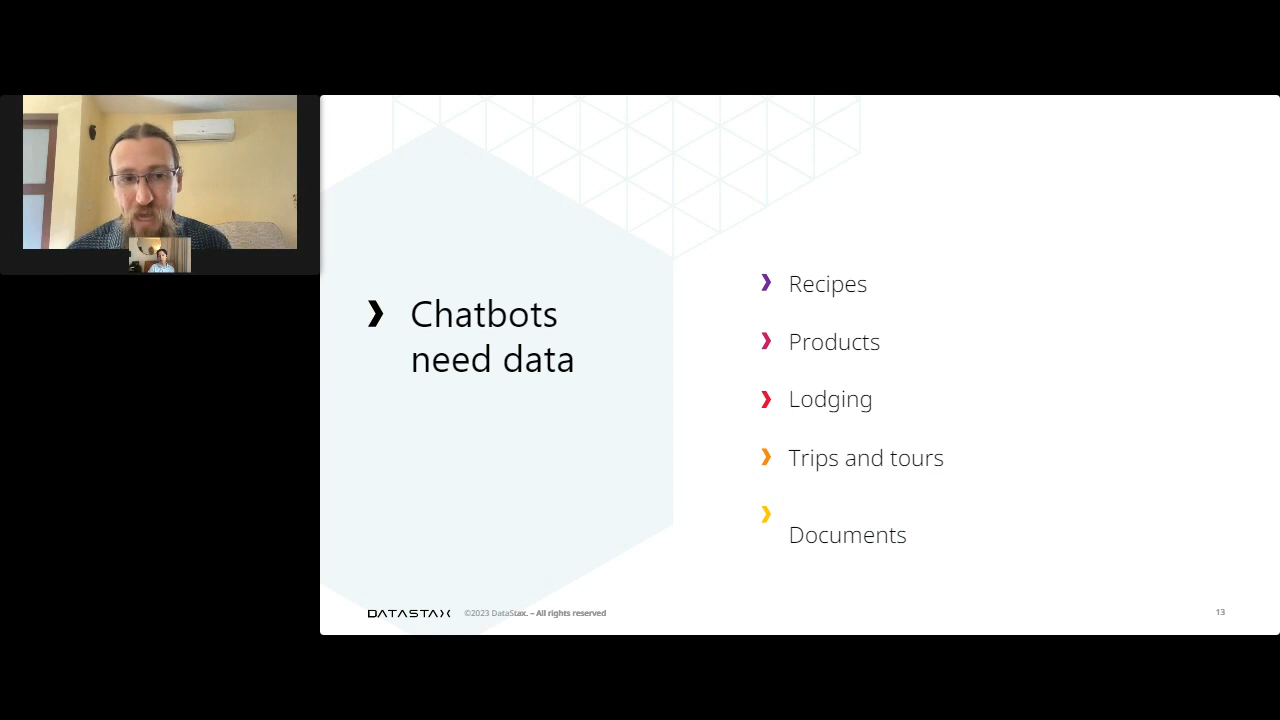 Chatbots
need data
Recipes
Products
Lodging
Trips and tours
Documents
DATASTAX ©2023 DataStax. – All rights reserved
13